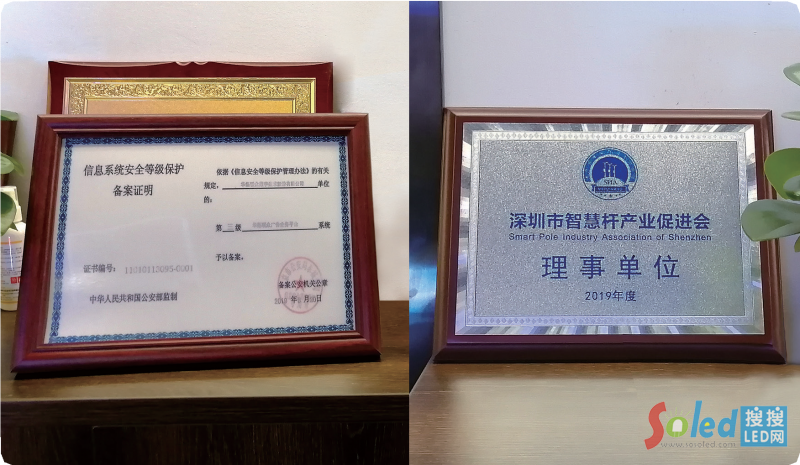 信息系统安全等级保护
备案证明
依据《信息安全等级保护管理办法》的有关
规定，
单位
的：
第 三 级
系统
予以备案。
证书编号：
中华人民共和国公安部监制
备案公安机关公章
SPIA
深圳市智慧杆产业促进会
Smart Pole Industry Association of Shenzhen
理事单位
2019年度
Soled
搜搜
LED网
www.sosoled.com